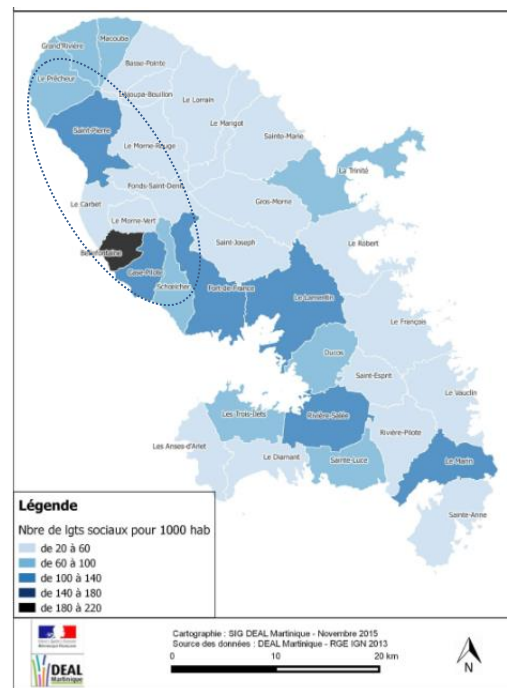 Grand'Rivière
Macouba
Basse-Pointe
Le Prêcheur
Ajoupa-Bouillon
Le Lorrain
Le Marigot
Saint-Pierre
Sainte-Marie
Le Morne-Rouge
La Trinité
Fonds-Saint-Denis
Le Carbet
Gros-Morne
Le Morne-Vert
Bellefontaine
Saint-Joseph
Le Robert
Case-Pilote
Schœlcher
Fort-de-France
Le Lamentin
Le François
Ducos
Saint-Esprit
Le Vauclin
Les Trois-Ilets
Rivière-Salée
Rivière-Pilote
Les Anses-d'Arlet
Le Diamant
Sainte-Luce
Le Marin
Sainte-Anne
Légende
Nbre de lgts sociaux pour 1000 hab
de 20 à 60
de 60 à 100
de 100 à 140
de 140 à 180
de 180 à 220
Cartographie : SIG DEAL Martinique - Novembre 2015
Source des données : DEAL Martinique - RGE IGN 2013
0 10 20 km
DEAL
Martinique
N